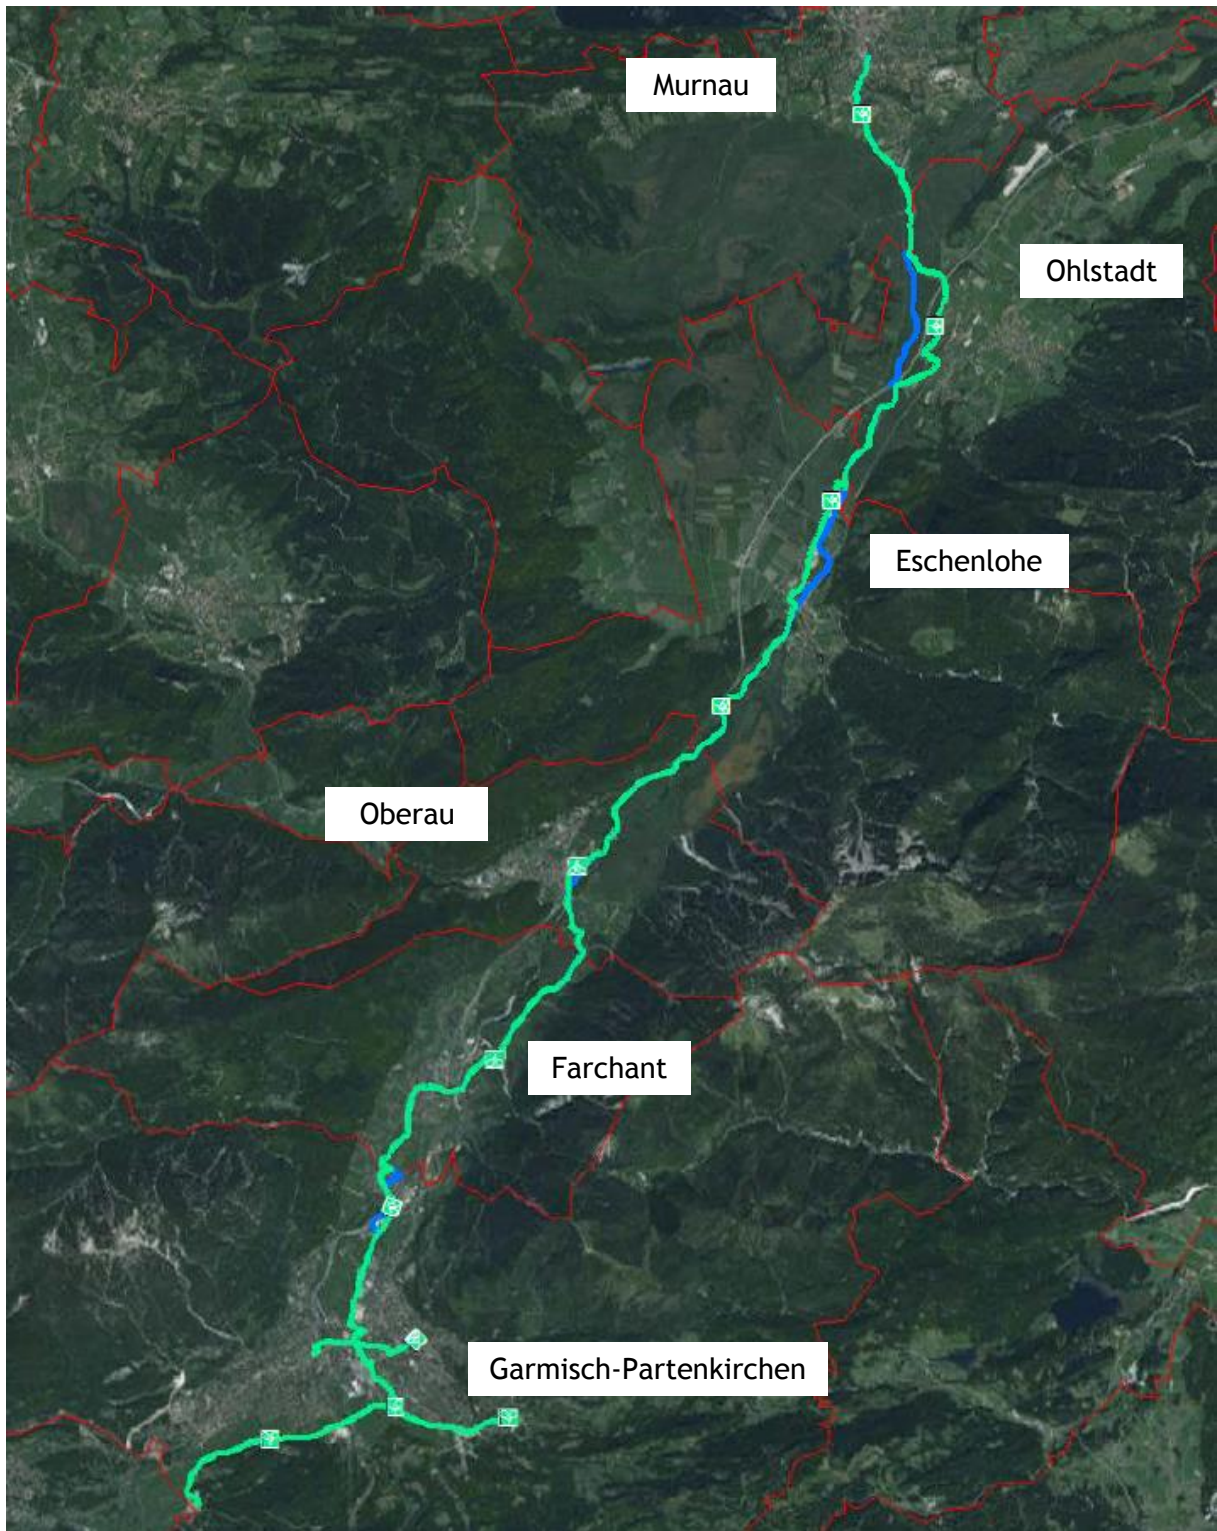 Murnau
Ohlstadt
Eschenlohe
Oberau
Farchant
Garmisch-Partenkirchen